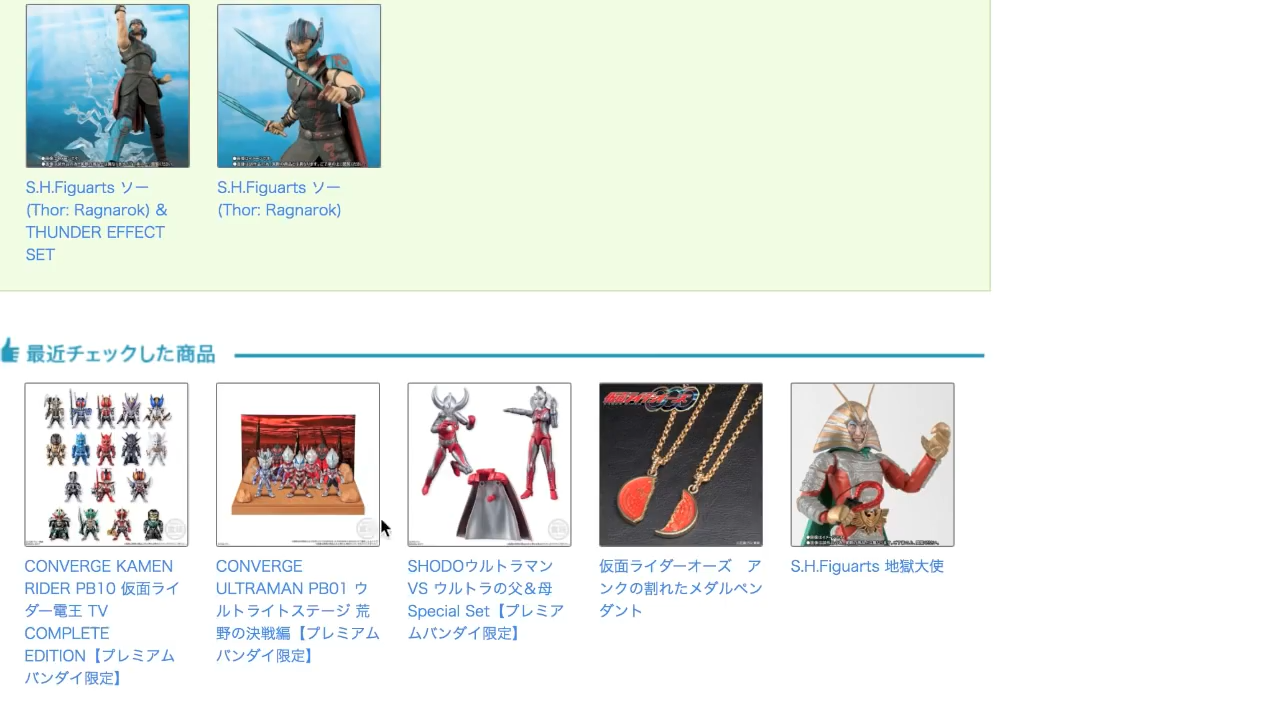 S.H.Figuarts ソー
(Thor: Ragnarok) ＆
THUNDER EFFECT
SET
S.H.Figuarts ソー
(Thor: Ragnarok)
最近チェックした商品
CONVERGE KAMEN
RIDER PB10 仮面ライ
ダー電王 TV
COMPLETE
EDITION【プレミアム
バンダイ限定】
CONVERGE
ULTRAMAN PB01 ウ
ルトライトステージ 荒
野の決戦編【プレミアム
バンダイ限定】
SHODOウルトラマン
VS ウルトラの父＆母
Special Set【プレミア
ムバンダイ限定】
仮面ライダーオーズ　ア
ンクの割れたメダルペン
ダント
S.H.Figuarts 地獄大使